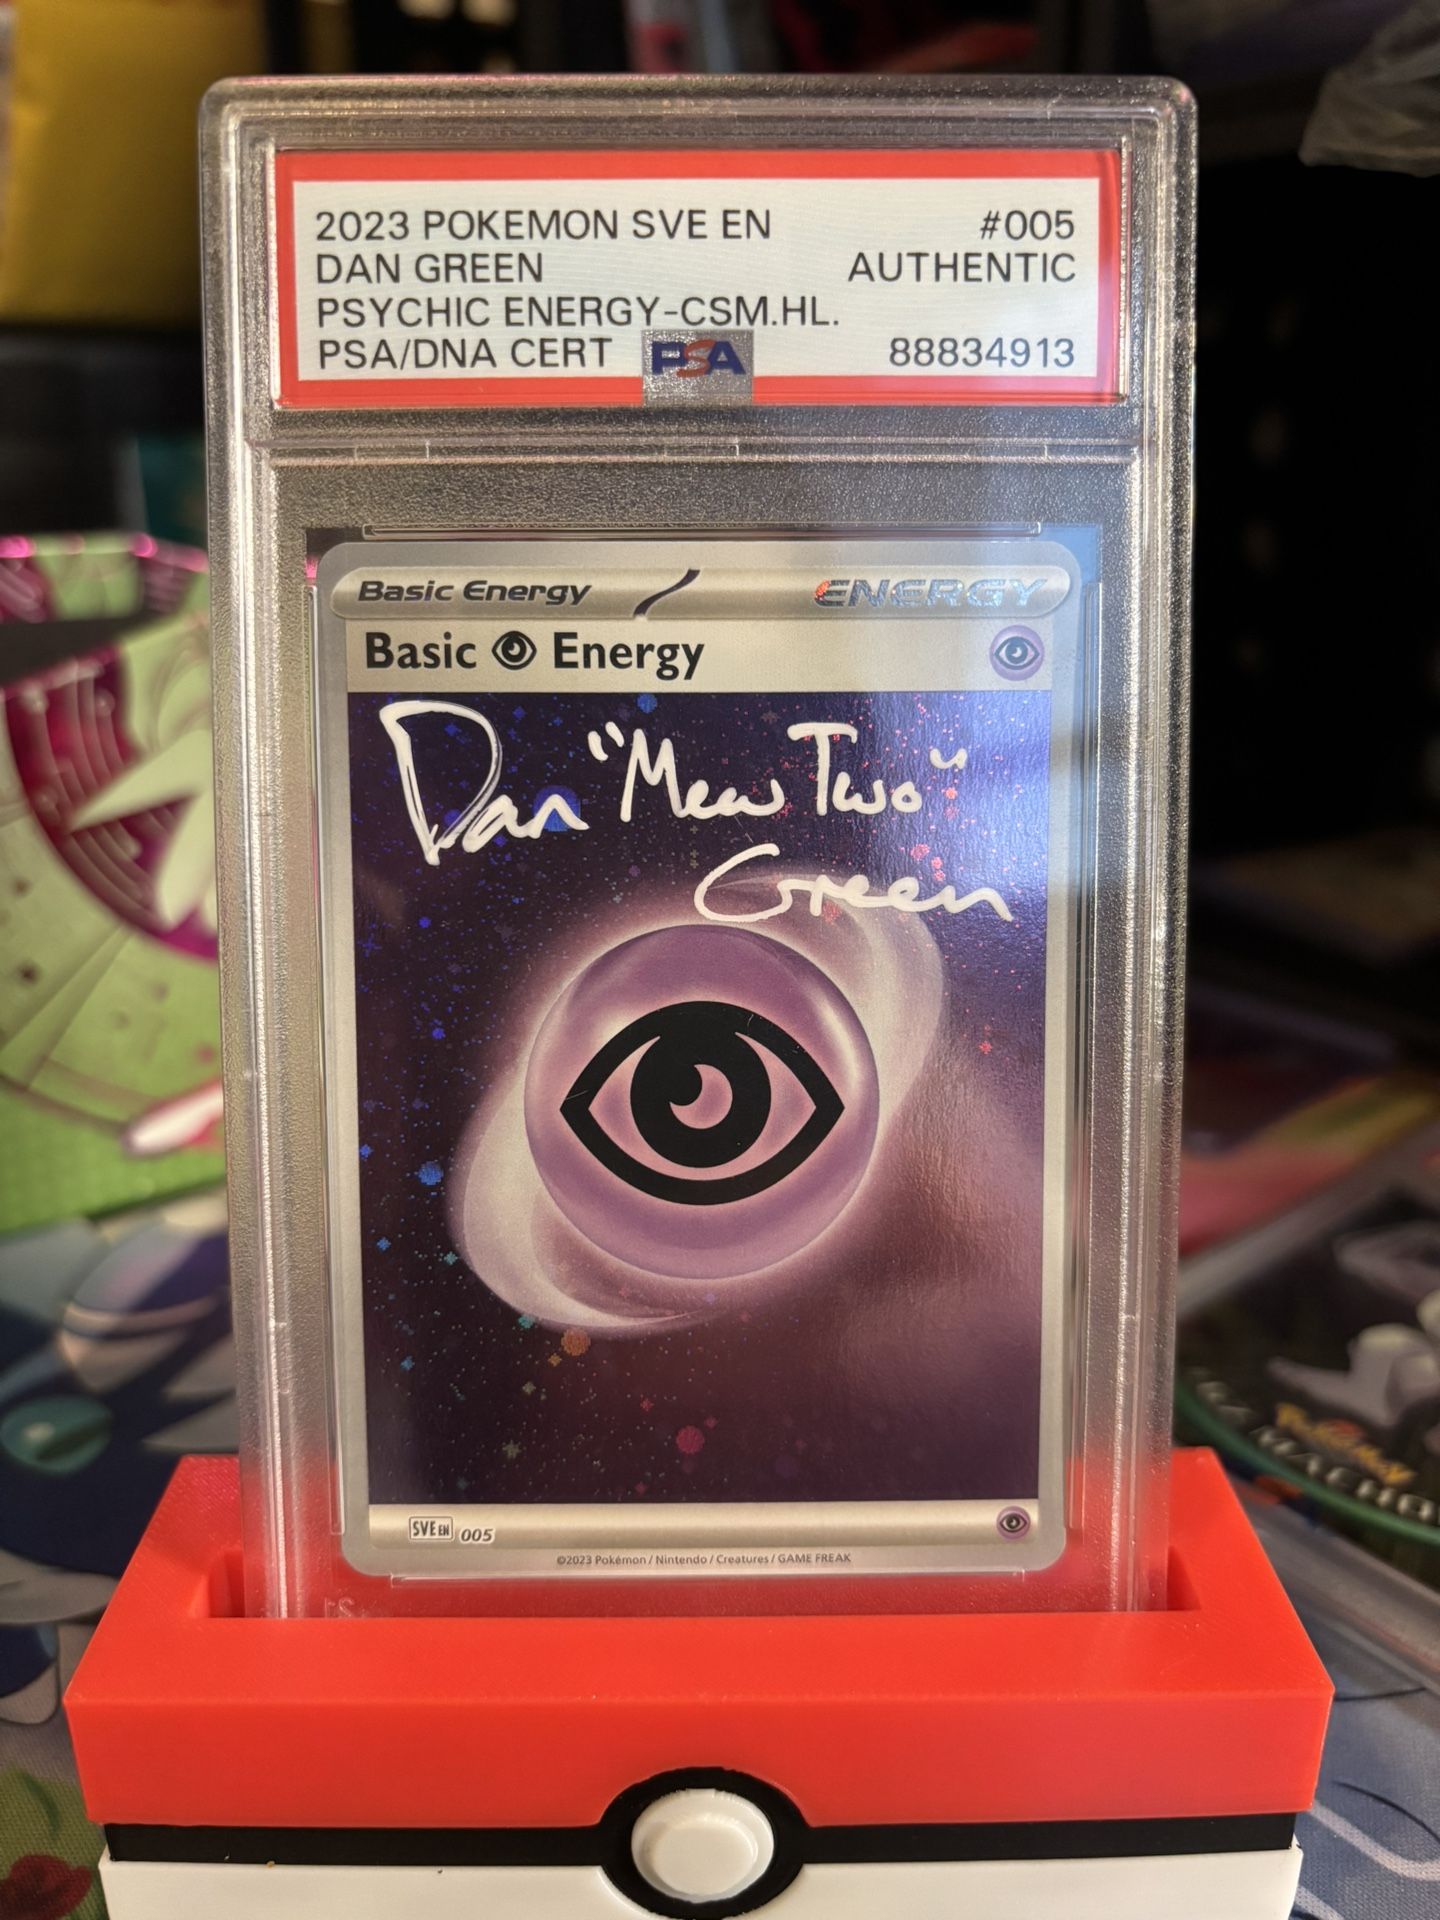 2023 POKEMON SVE EN #005
DAN GREEN AUTHENTIC
PSYCHIC ENERGY-CSM.HL.
PSA/DNA CERT PSA 88834913
Basic Energy ENERGY
Basic Energy
Dan "Mew Two"
Green
SVE EN 005
©2023 Pokémon / Nintendo / Creatures / GAME FREAK
Pokémon